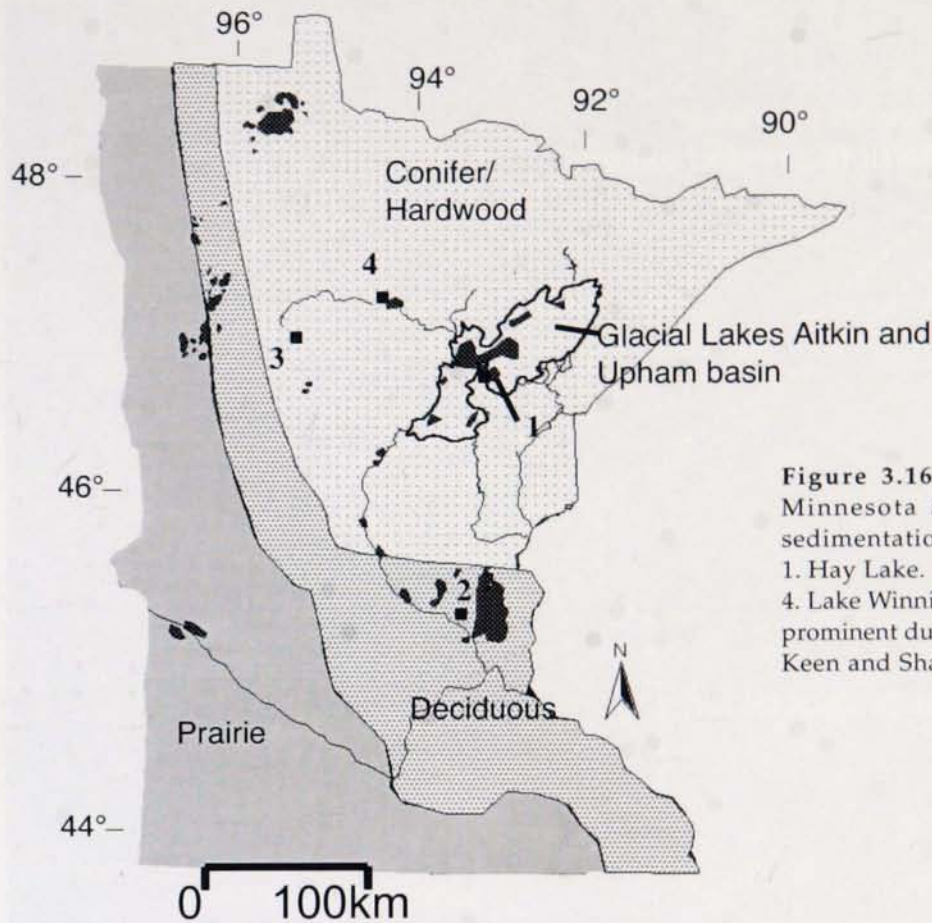 96°
94°
92°
90°
48°
Conifer/
Hardwood
4
3
Glacial Lakes Aitkin and
Upham basin
1
46°
Figure 3.16
Minnesota
sedimentatio
1. Hay Lake.
4. Lake Winni
prominent du
Keen and Sha
2
N
Deciduous
Prairie
44°
0 100km